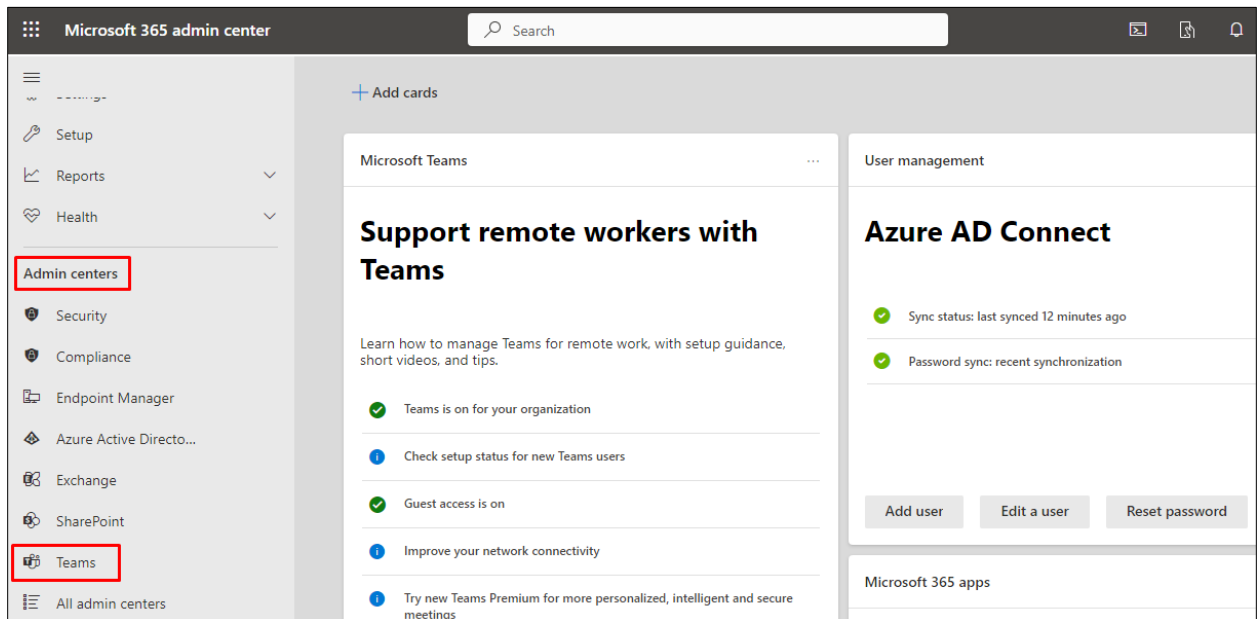 Microsoft 365 admin center
Search
Setup
Reports
Health
Admin centers
Security
Compliance
Endpoint Manager
Azure Active Directo...
Exchange
SharePoint
Teams
All admin centers
Add cards
Microsoft Teams
Support remote workers with
Teams
Learn how to manage Teams for remote work, with setup guidance,
short videos, and tips.
Teams is on for your organization
Check setup status for new Teams users
Guest access is on
Improve your network connectivity
Try new Teams Premium for more personalized, intelligent and secure
meetings
User management
Azure AD Connect
Sync status: last synced 12 minutes ago
Password sync: recent synchronization
Add user
Edit a user
Reset password
Microsoft 365 apps